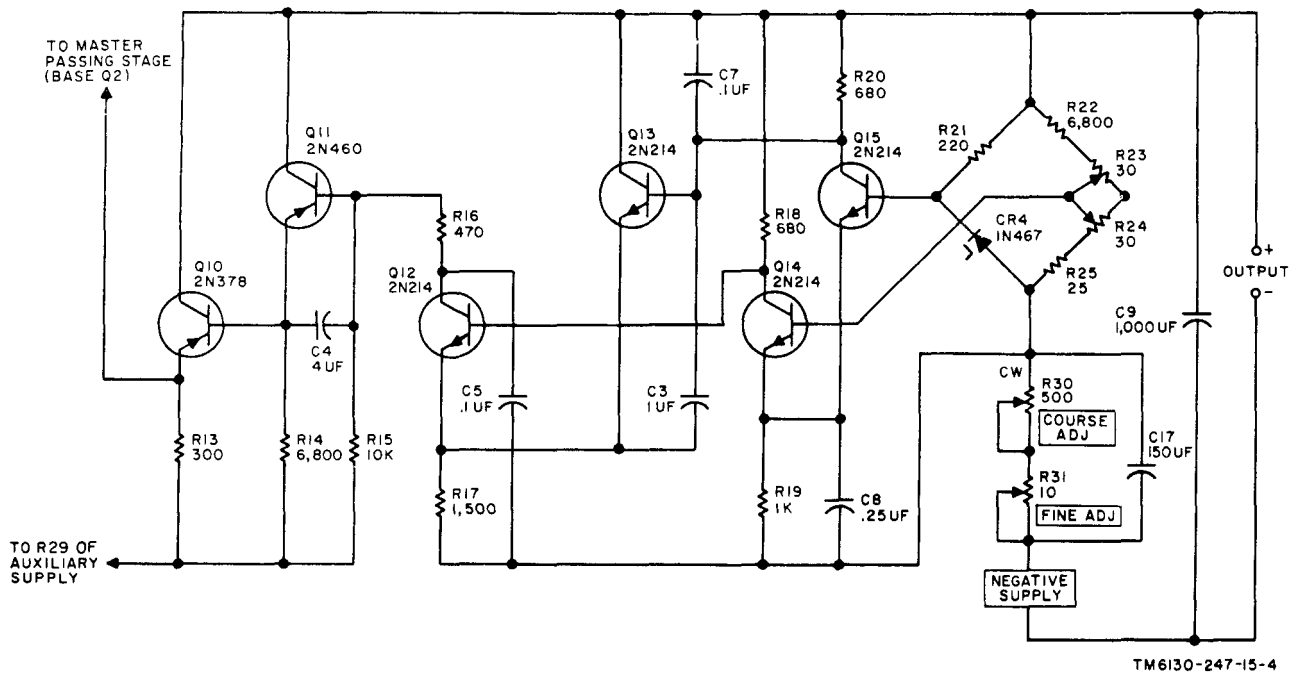 TO MASTER
PASSING STAGE
(BASE Q2)
Q11
2N460
Q13
2N214
C7
.1UF
R20
680
Q15
2N214
R21
220
R22
6,800
R23
30
R24
30
R25
25
CR4
1N467
R16
470
R18
680
Q10
2N378
Q12
2N214
Q14
2N214
C4
4UF
C5
.1UF
C3
1UF
C9
1,000UF
+
OUTPUT
-
CW
R30
500
COURSE
ADJ
R31
10
FINE ADJ
C17
150UF
R13
300
R14
6,800
R15
10K
R17
1,500
R19
1K
C8
.25UF
TO R29 OF
AUXILIARY
SUPPLY
NEGATIVE
SUPPLY
TM6130-247-15-4